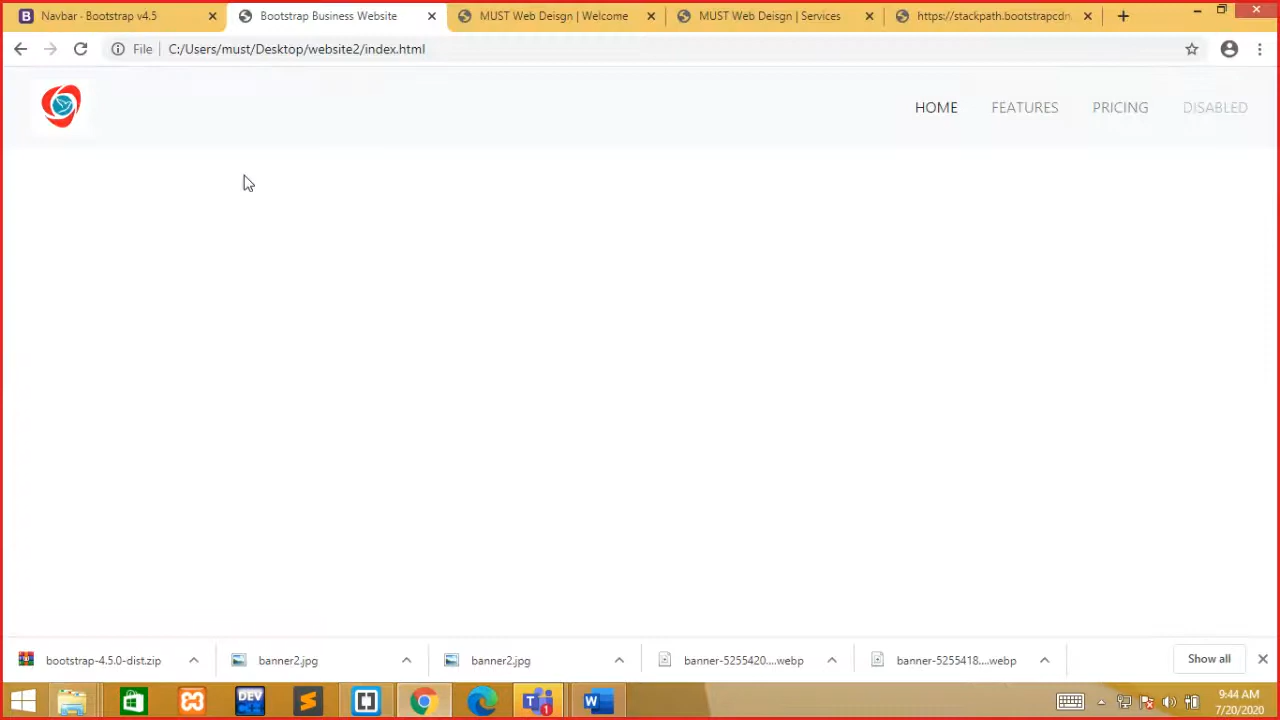 Navbar - Bootstrap v4.5
Bootstrap Business Website
MUST Web Deisgn | Welcome
MUST Web Deisgn | Services
https://stackpath.bootstrapcdn.
File
C:/Users/must/Desktop/website2/index.html
HOME
FEATURES
PRICING
DISABLED
bootstrap-4.5.0-dist.zip
banner2.jpg
banner2.jpg
banner-5255420....webp
banner-5255418....webp
Show all
DEV
1
W
9:44 AM
7/20/2020